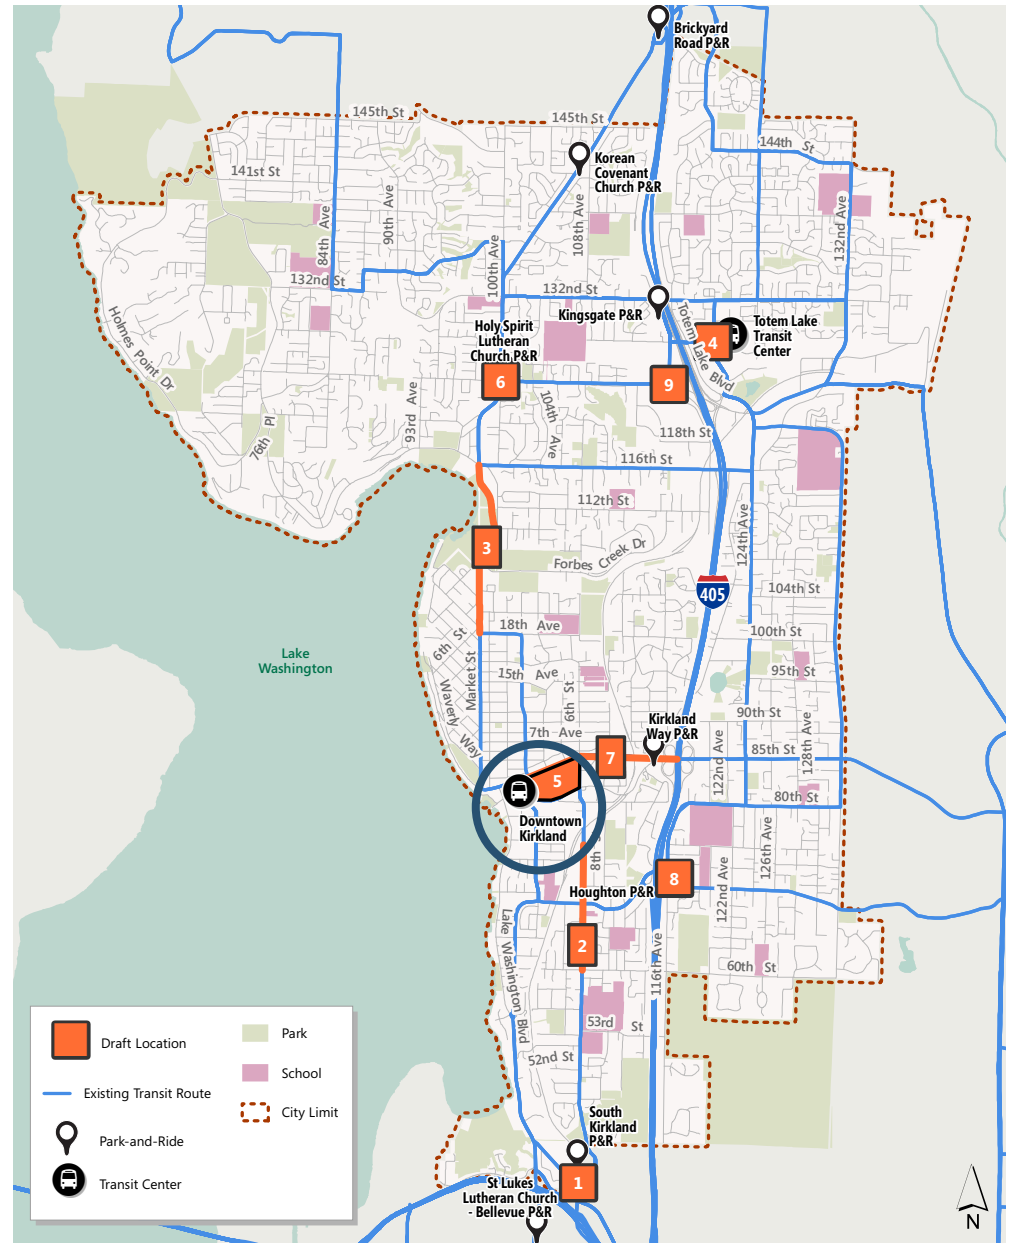 Brickyard
Road P&R
145th St
145th St
144th St
Korean
Covenant
Church P&R
141st St
84th Ave
90th Ave
100th Ave
108th Ave
132nd Ave
132nd St
132nd St
Kingsgate P&R
Totem Lake Blvd
Totem Lake
Transit
Center
4
Holmes Point Dr
Holy Spirit
Lutheran
Church P&R
6
9
76th Pl
93rd Ave
104th Ave
118th St
116th St
112th St
124th Ave
3
Forbes Creek Dr
405
104th St
18th Ave
100th St
6th St
Lake
Washington
Market St
15th Ave
95th St
6th St
Waverly Way
90th St
Kirkland
Way P&R
7th Ave
122nd Ave
128th Ave
85th St
7
5
80th St
Downtown
Kirkland
8th S
126th Ave
122nd Ave
Houghton P&R
8
Lake Washington Blvd
2
116th Ave
60th St
53rd St
52nd St
South
Kirkland
P&R
1
St Lukes
Lutheran Church
- Bellevue P&R
Draft Location
Existing Transit Route
Park-and-Ride
Transit Center
Park
School
City Limit
N